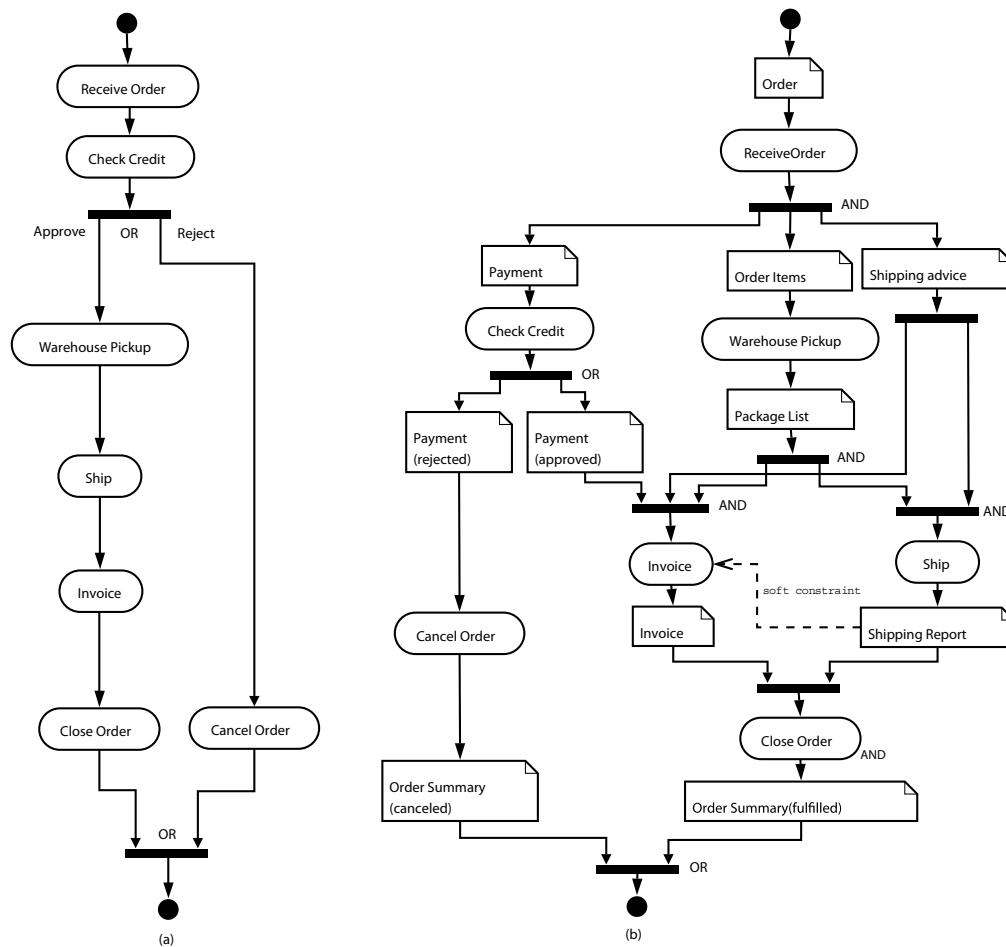 Receive Order
Check Credit
Approve
OR
Reject
Warehouse Pickup
Ship
Invoice
Close Order
Cancel Order
OR
(a)
Order
ReceiveOrder
AND
Payment
Order Items
Shipping advice
Check Credit
Warehouse Pickup
OR
Package List
Payment
(rejected)
Payment
(approved)
AND
AND
AND
Invoice
Ship
soft constraint
Cancel Order
Invoice
Shipping Report
Close Order
AND
Order Summary
(canceled)
Order Summary(fulfilled)
OR
(b)